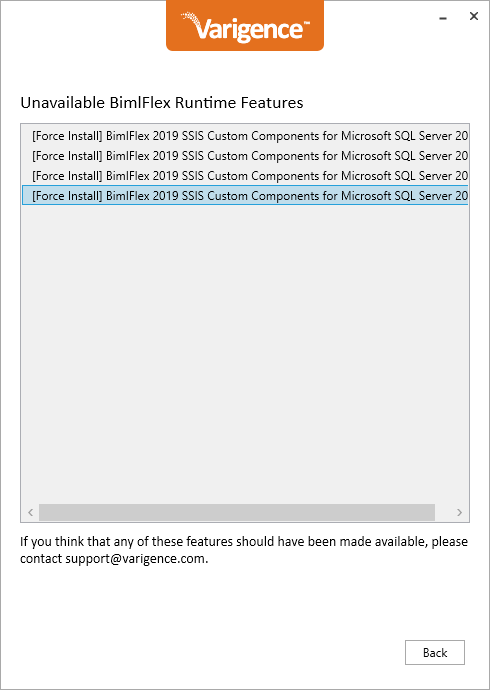 Varigence™
Unavailable BimlFlex Runtime Features
[Force Install] BimlFlex 2019 SSIS Custom Components for Microsoft SQL Server 20
[Force Install] BimlFlex 2019 SSIS Custom Components for Microsoft SQL Server 20
[Force Install] BimlFlex 2019 SSIS Custom Components for Microsoft SQL Server 20
[Force Install] BimlFlex 2019 SSIS Custom Components for Microsoft SQL Server 20
If you think that any of these features should have been made available, please
contact support@varigence.com.
Back